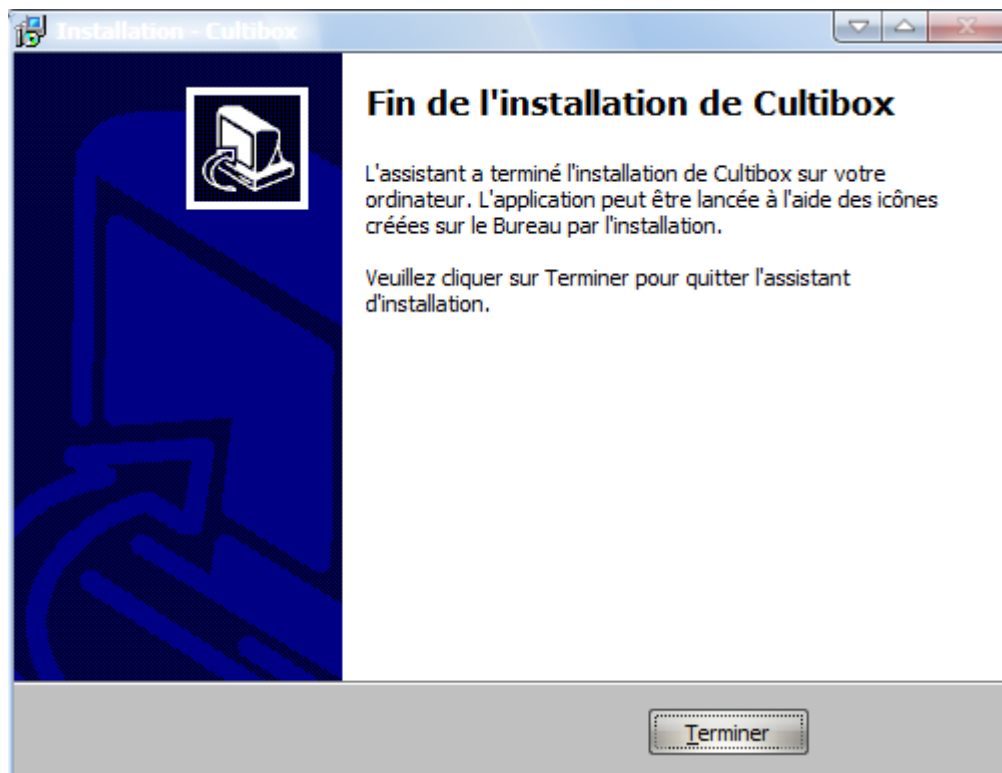 Installation - Cultibox
Fin de l'installation de Cultibox
L'assistant a terminé l'installation de Cultibox sur votre
ordinateur. L'application peut être lancée à l'aide des icônes
créées sur le Bureau par l'installation.
Veuillez cliquer sur Terminer pour quitter l'assistant
d'installation.
Terminer